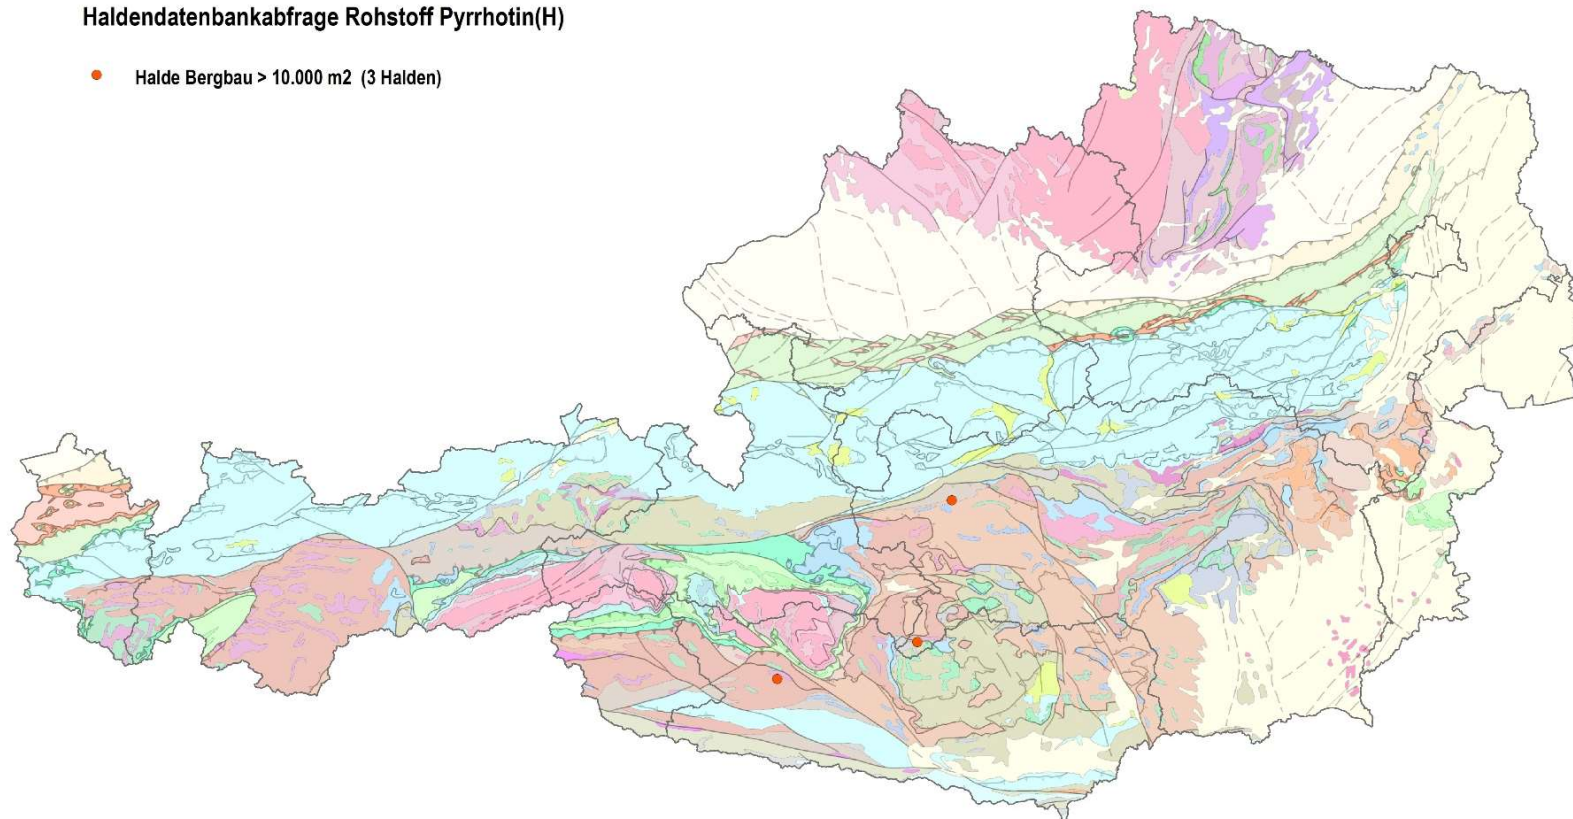 Haldendatenbankabfrage Rohstoff Pyrrhotin(H)
Halde Bergbau > 10.000 m2 (3 Halden)